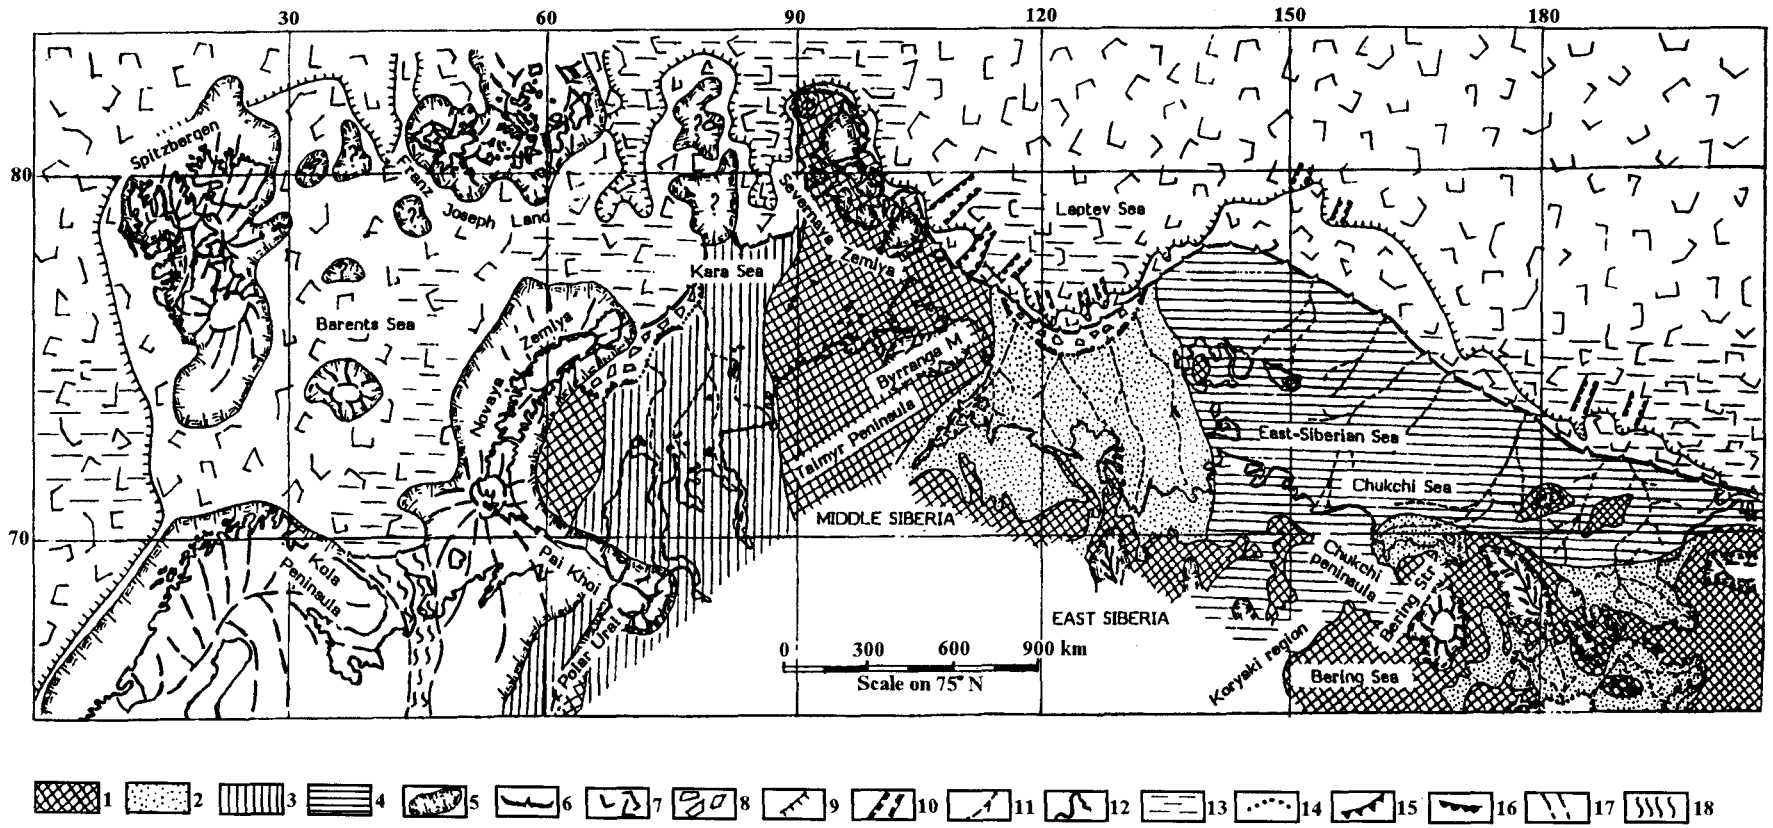 30 60 90 120 150 180
80
70
Spitzbergen
Franz
Joseph Land
Severnaya
Zemlya
Laptev Sea
Kara Sea
Barents Sea
Novaya
Zemlya
Byrrange M
Taimyr Peninsula
East-Siberian Sea
Chukchi Sea
MIDDLE SIBERIA
Kola
Peninsula
Pai Khoi
Polar Ural
Chukchi
peninsula
Bering Str
EAST SIBERIA
Koryaki region
Bering Sea
0 300 600 900 km
Scale on 75° N
? ? ?
1 2 3 4 5 6 7 8 9 10 11 12 13 14 15 16 17 18